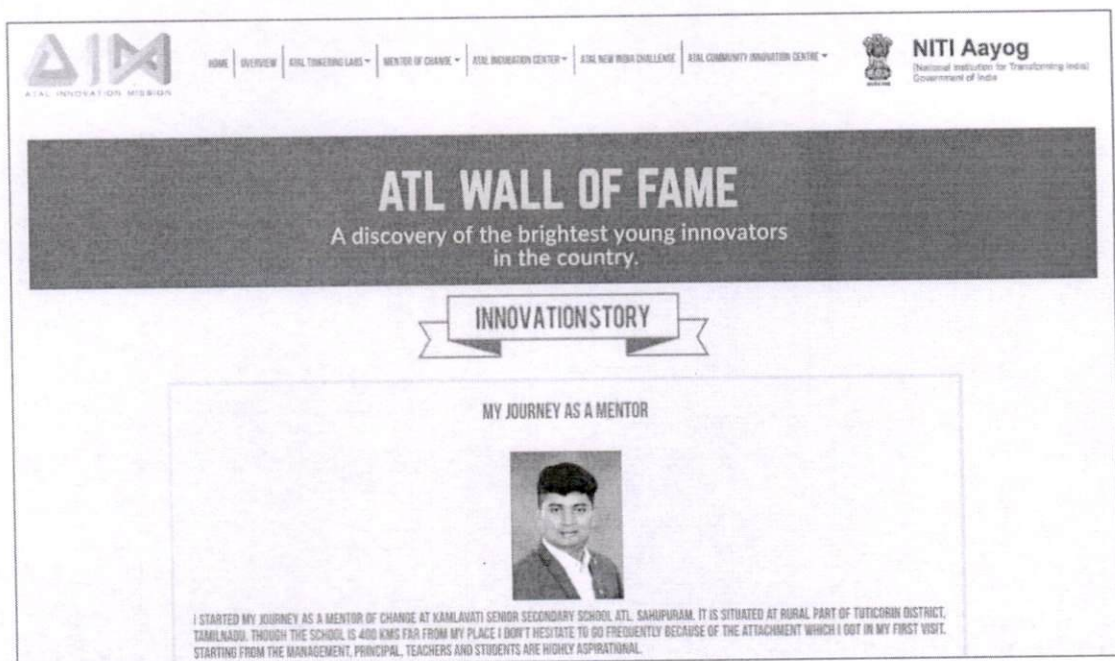 AIM
ATAL INNOVATION MISSION
HOME
OVERVIEW
ATAL TINKERING LABS
MENTOR OF CHANGE
ATAL INCUBATION CENTER
ATAL NEW INDIA CHALLENGE
ATAL COMMUNITY INNOVATION CENTRE
NITI Aayog
(National Institution for Transforming India)
Government of India
ATL WALL OF FAME
A discovery of the brightest young innovators
in the country.
INNOVATION STORY
MY JOURNEY AS A MENTOR
I STARTED MY JOURNEY AS A MENTOR OF CHANGE AT KAMLAVATI SENIOR SECONDARY SCHOOL ATL, SAHUPURAM. IT IS SITUATED AT RURAL PART OF TUTICORIN DISTRICT,
TAMILNADU. THOUGH THE SCHOOL IS 400 KMS FAR FROM MY PLACE I DON'T HESITATE TO GO FREQUENTLY BECAUSE OF THE ATTACHMENT WHICH I GOT IN MY FIRST VISIT.
STARTING FROM THE MANAGEMENT, PRINCIPAL, TEACHERS AND STUDENTS ARE HIGHLY ASPIRATIONAL.